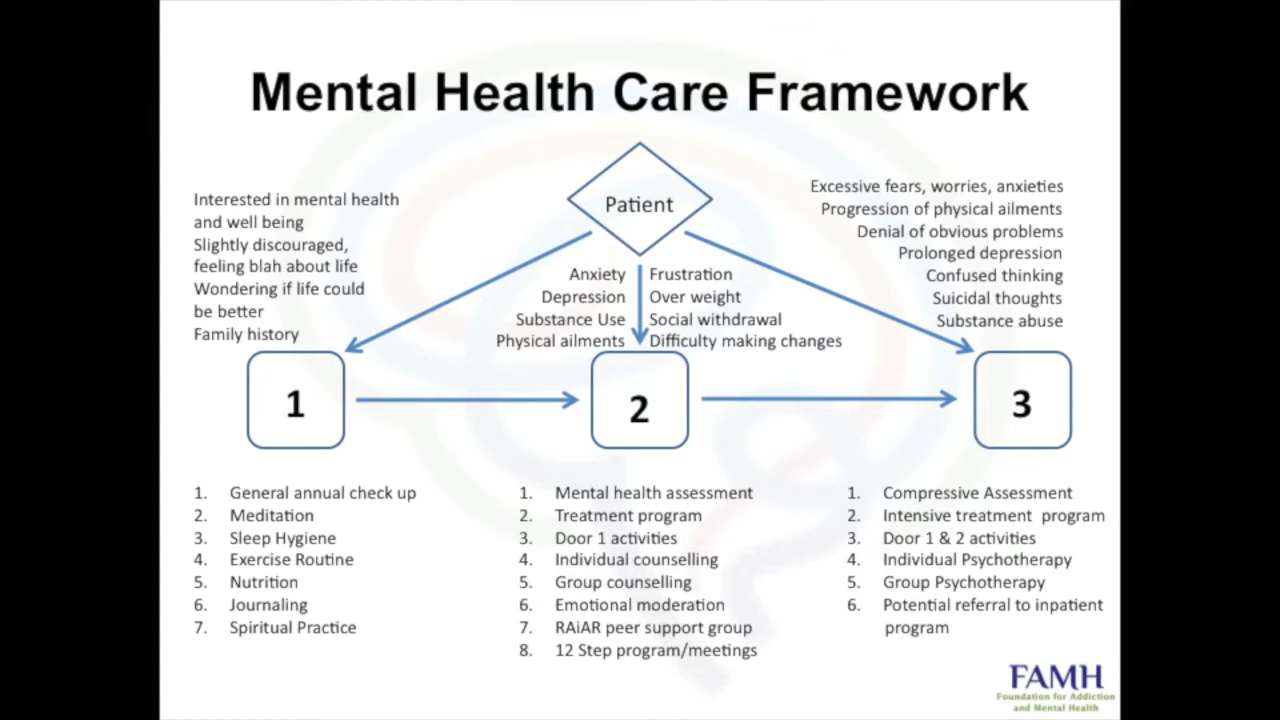 Mental Health Care Framework
Patient
Interested in mental health
and well being
Slightly discouraged,
feeling blah about life
Wondering if life could
be better
Family history
Anxiety
Depression
Substance Use
Physical ailments
Frustration
Over weight
Social withdrawal
Difficulty making changes
Excessive fears, worries, anxieties
Progression of physical ailments
Denial of obvious problems
Prolonged depression
Confused thinking
Suicidal thoughts
Substance abuse
1
2
3
1. General annual check up
2. Meditation
3. Sleep Hygiene
4. Exercise Routine
5. Nutrition
6. Journaling
7. Spiritual Practice
1. Mental health assessment
2. Treatment program
3. Door 1 activities
4. Individual counselling
5. Group counselling
6. Emotional moderation
7. RAiAR peer support group
8. 12 Step program/meetings
1. Compressive Assessment
2. Intensive treatment program
3. Door 1 & 2 activities
4. Individual Psychotherapy
5. Group Psychotherapy
6. Potential referral to inpatient
program
FAMH
Foundation for Addiction
and Mental Health